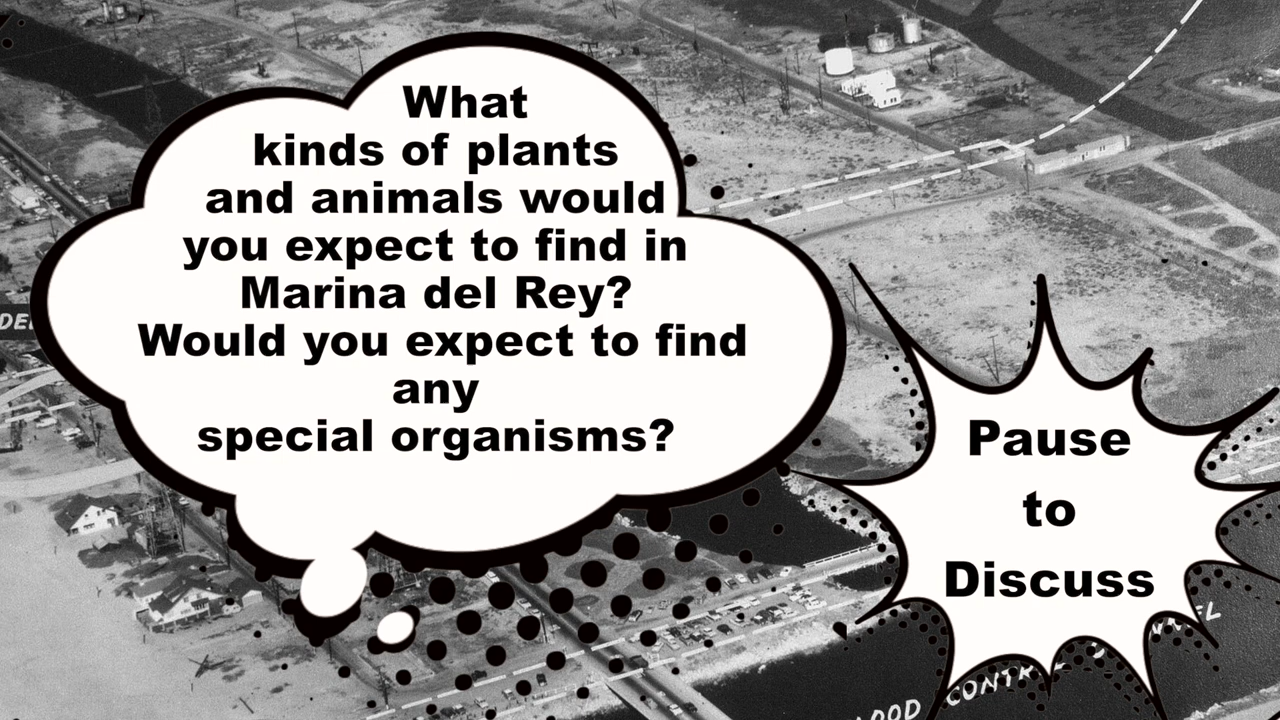 What
kinds of plants
and animals would
you expect to find in
Marina del Rey?
Would you expect to find
any
special organisms?
Pause
to
Discuss